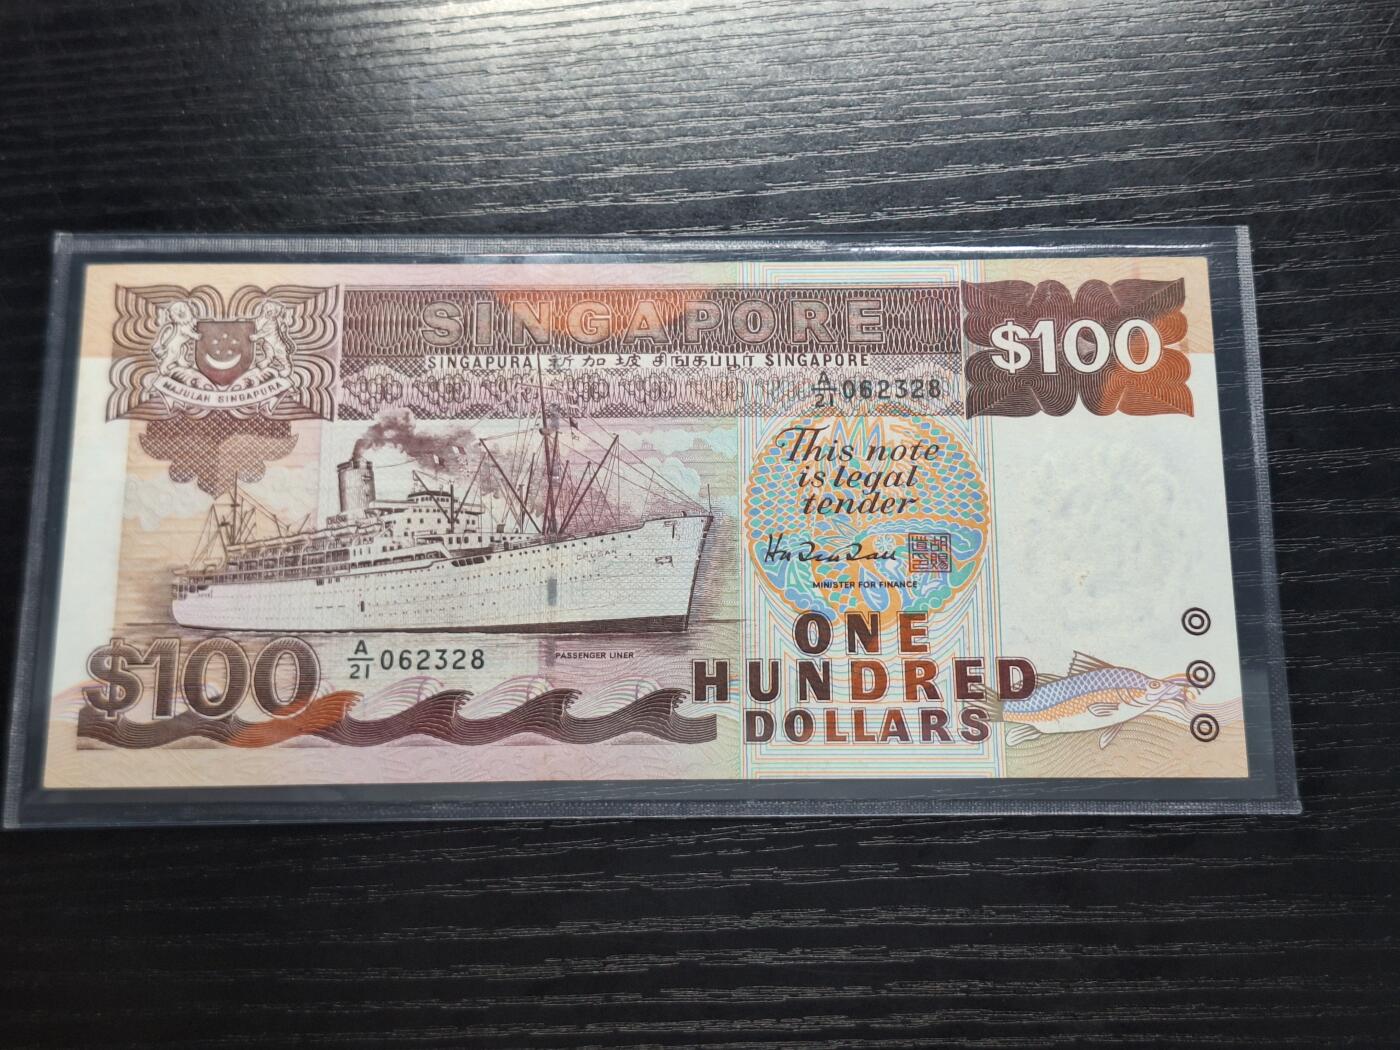 SINGAPORE
$100
SINGAPURA 新加坡 சிங்கப்பூர் SINGAPORE
A/21 062328
MAJULAH SINGAPURA
This note
is legal
tender
MINISTER FOR FINANCE
$100
A/21 062328
PASSENGER LINER
ONE
HUNDRED
DOLLARS